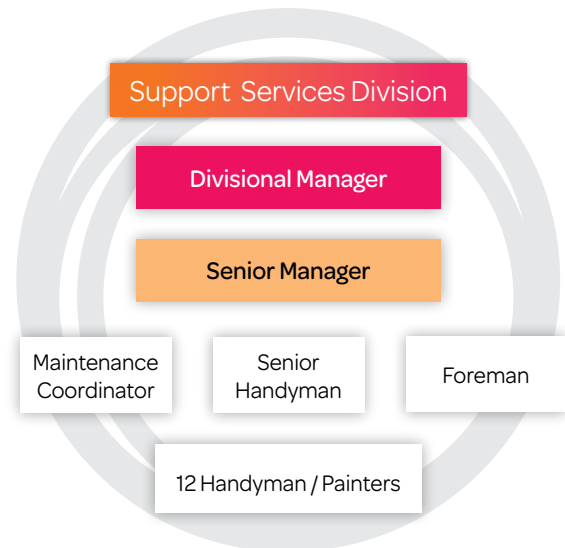 Support Services Division
Divisional Manager
Senior Manager
Maintenance
Coordinator
Senior
Handyman
Foreman
12 Handyman / Painters